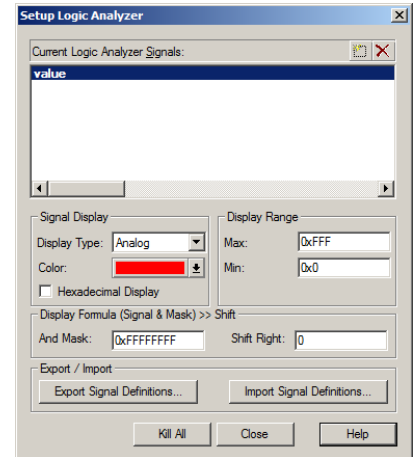 Setup Logic Analyzer
Current Logic Analyzer Signals:
value
Signal Display
Display Type: Analog
Color:
Hexadecimal Display
Display Range
Max: 0xFFF
Min: 0x0
Display Formula (Signal & Mask) >> Shift
And Mask: 0xFFFFFFFF Shift Right: 0
Export / Import
Export Signal Definitions... Import Signal Definitions...
Kill All Close Help